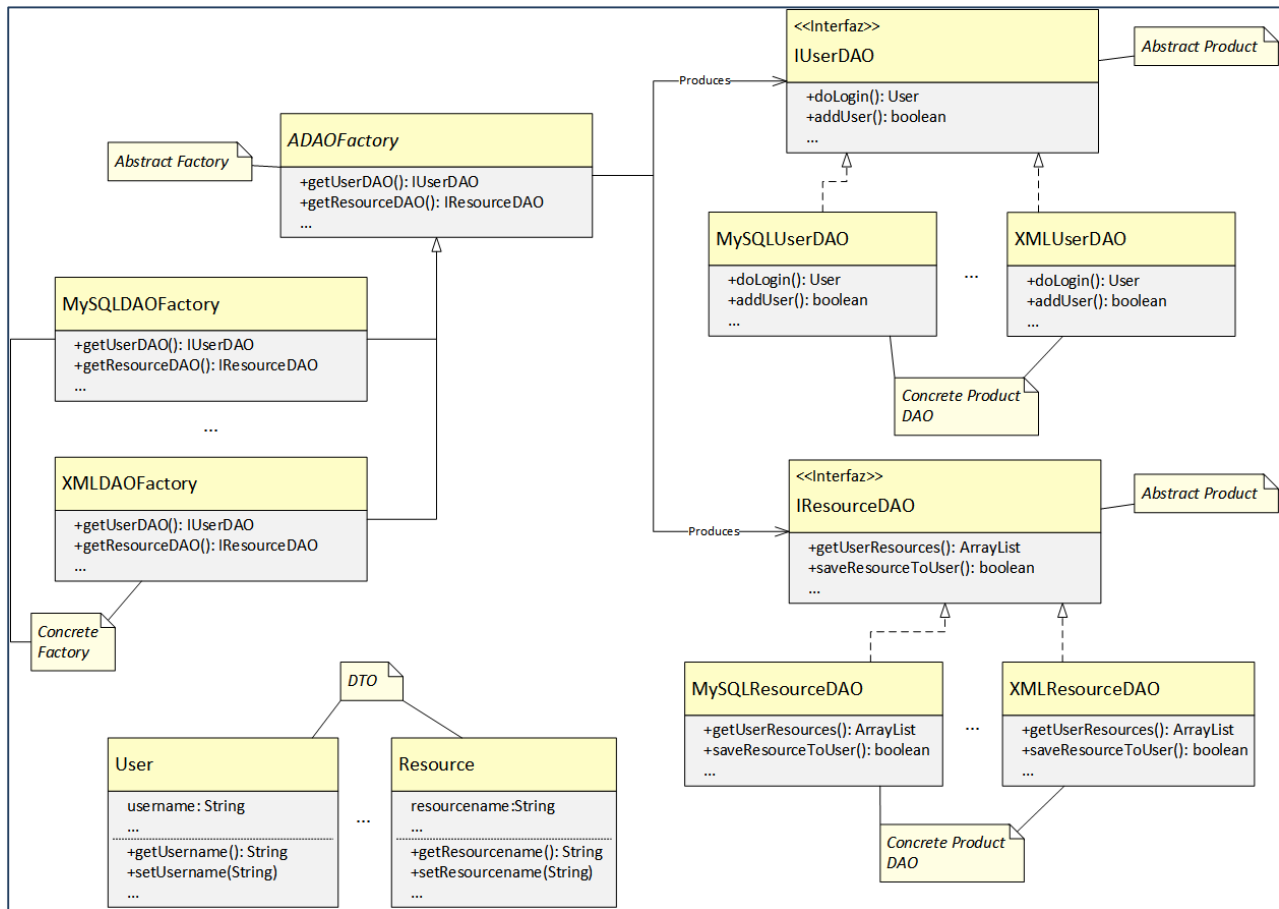 <<Interfaz>>
IUserDAO
+doLogin(): User
+addUser(): boolean
...
Abstract Product
Produces
ADAOFactory
+getUserDAO(): IUserDAO
+getResourceDAO(): IResourceDAO
...
Abstract Factory
MySQLUserDAO
+doLogin(): User
+addUser(): boolean
...
...
XMLUserDAO
+doLogin(): User
+addUser(): boolean
...
MySQLDAOFactory
+getUserDAO(): IUserDAO
+getResourceDAO(): IResourceDAO
...
...
Concrete Product
DAO
XMLDAOFactory
+getUserDAO(): IUserDAO
+getResourceDAO(): IResourceDAO
...
<<Interfaz>>
IResourceDAO
+getUserResources(): ArrayList
+saveResourceToUser(): boolean
...
Abstract Product
Produces
Concrete
Factory
DTO
MySQLResourceDAO
+getUserResources(): ArrayList
+saveResourceToUser(): boolean
...
...
XMLResourceDAO
+getUserResources(): ArrayList
+saveResourceToUser(): boolean
...
User
username: String
...
+getUsername(): String
+setUsername(String)
...
...
Resource
resourcename:String
...
+getResourcename(): String
+setResourcename(String)
...
Concrete Product
DAO